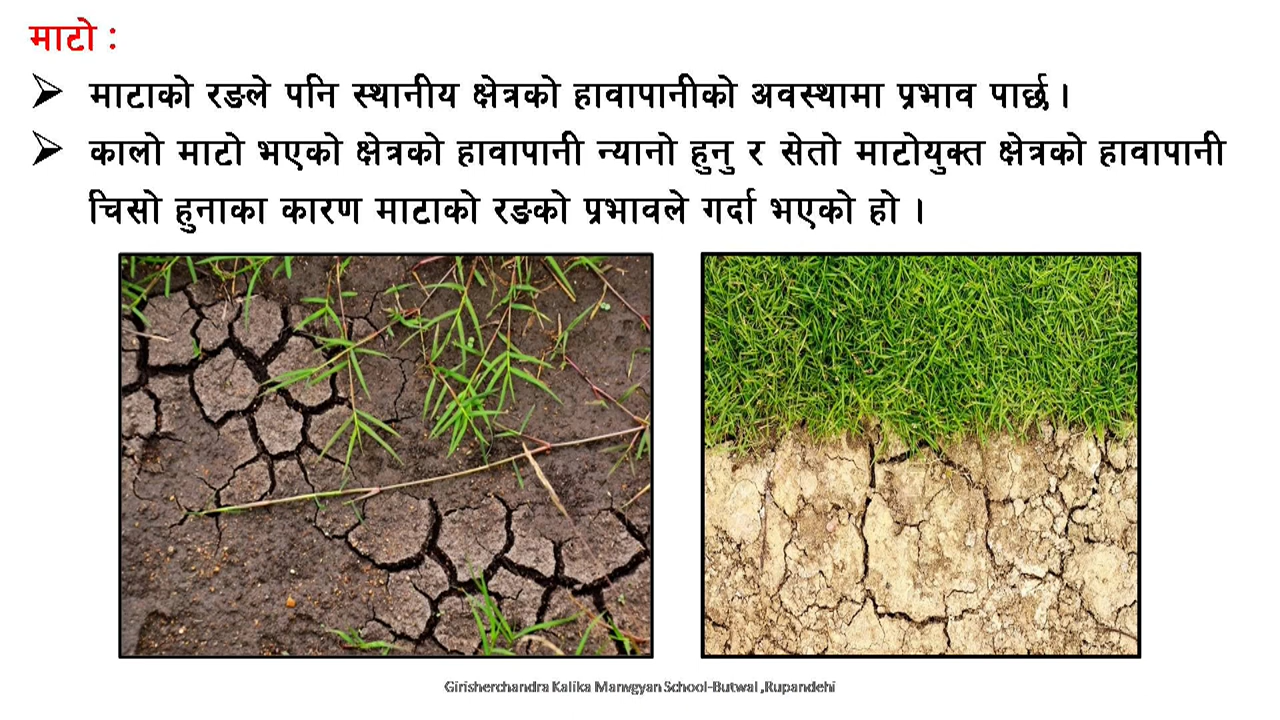 माटो :
➢ माटाको रङले पनि स्थानीय क्षेत्रको हावापानीको अवस्थामा प्रभाव पार्छ ।
➢ कालो माटो भएको क्षेत्रको हावापानी न्यानो हुनु र सेतो माटोयुक्त क्षेत्रको हावापानी
चिसो हुनाका कारण माटाको रङको प्रभावले गर्दा भएको हो ।
Girisherchandra Kalika Manvgyan School-Butwal ,Rupandehi